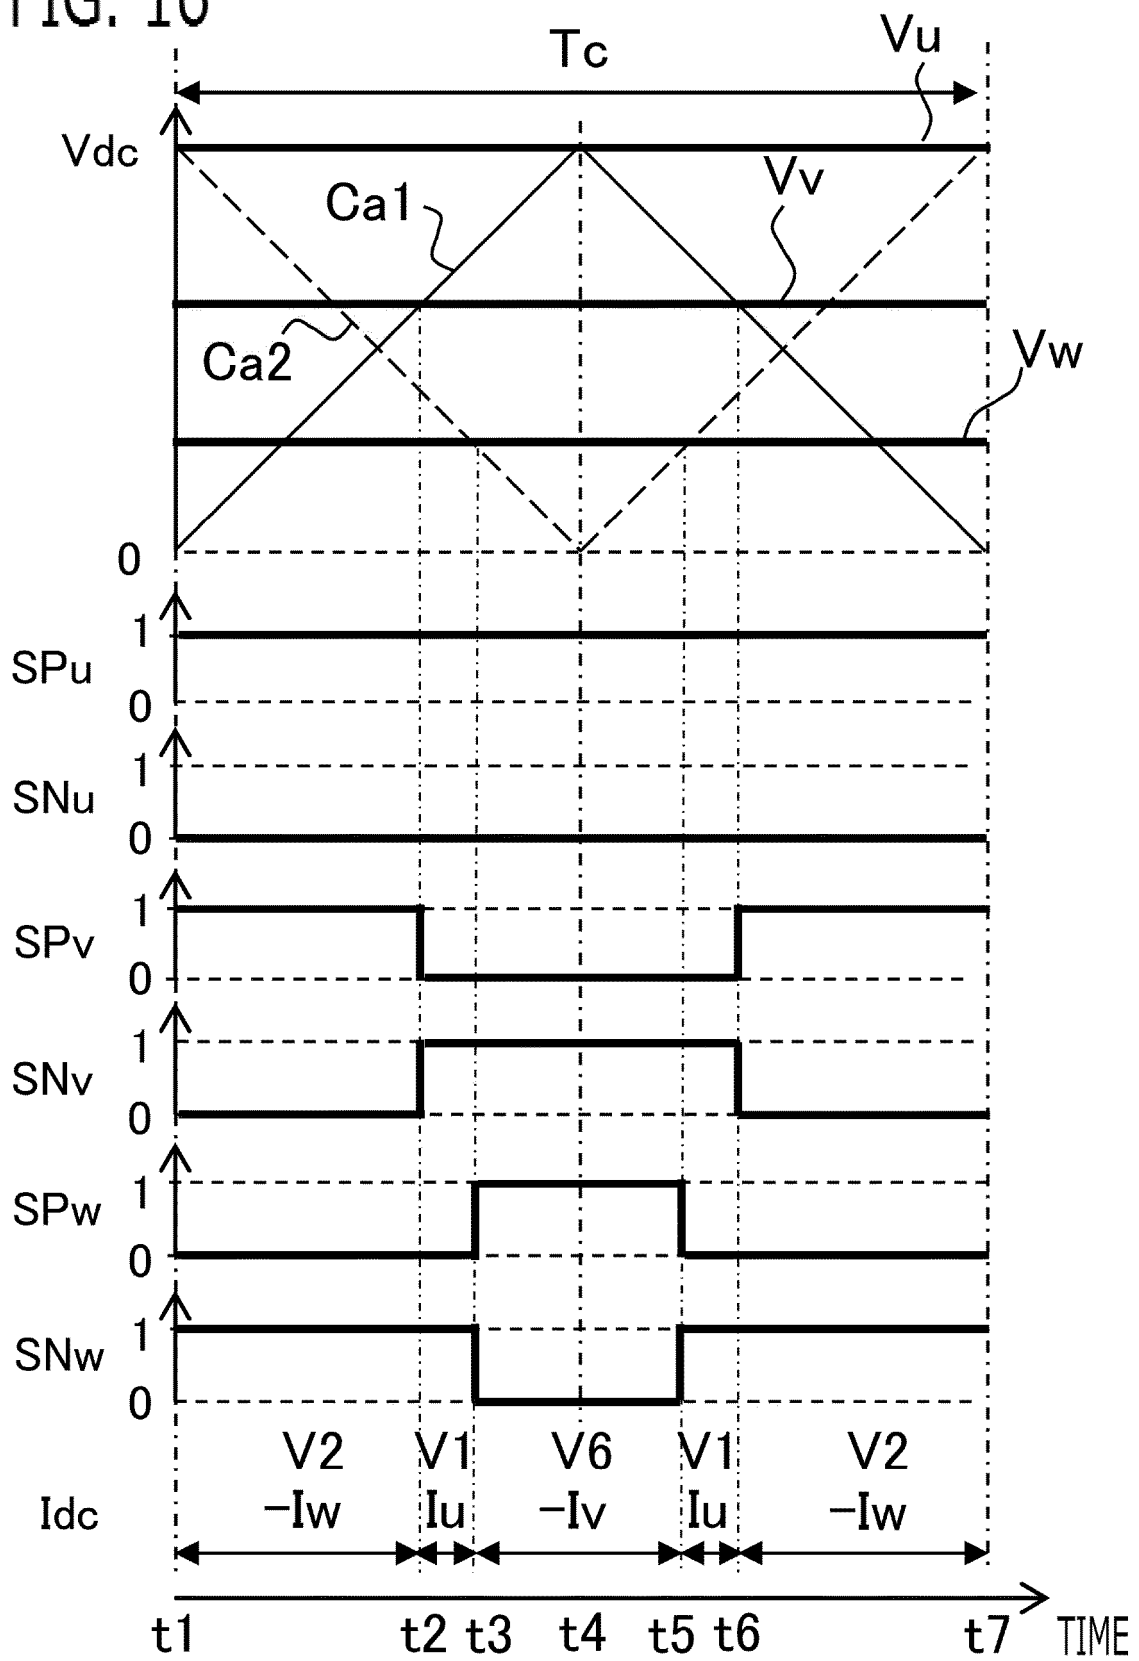 FIG. 10
Tc
Vu
Vdc
Vv
Ca1
Ca2
Vw
0
1
SPu
0
1
SNu
0
1
SPv
0
1
SNv
0
1
SPw
0
1
SNw
0
V2 V1 V6 V1 V2
Idc -Iw Iu -Iv Iu -Iw
t1 t2 t3 t4 t5 t6 t7 TIME